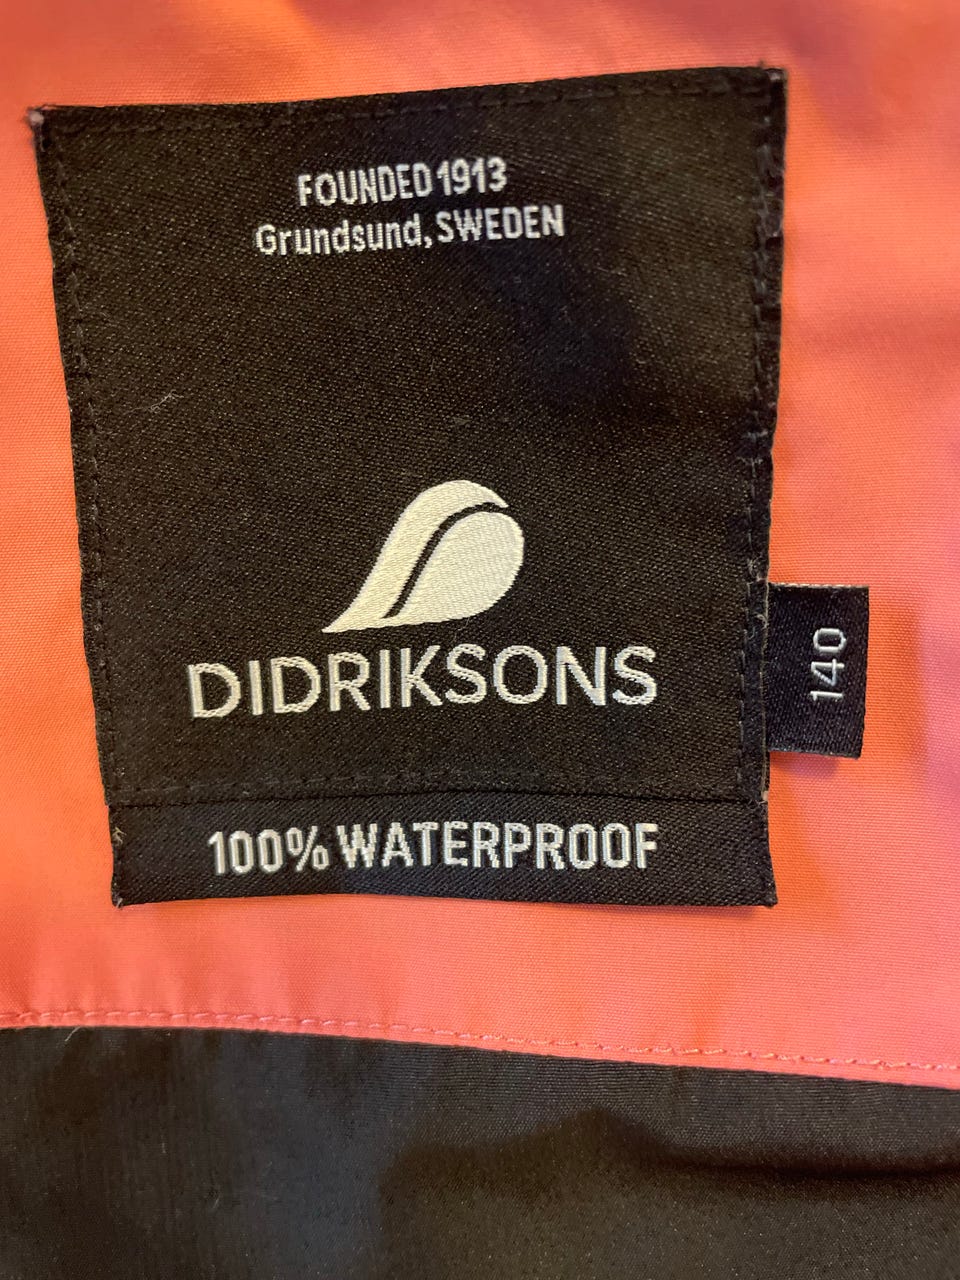 FOUNDED 1913
Grundsund, SWEDEN
DIDRIKSONS
140
100% WATERPROOF